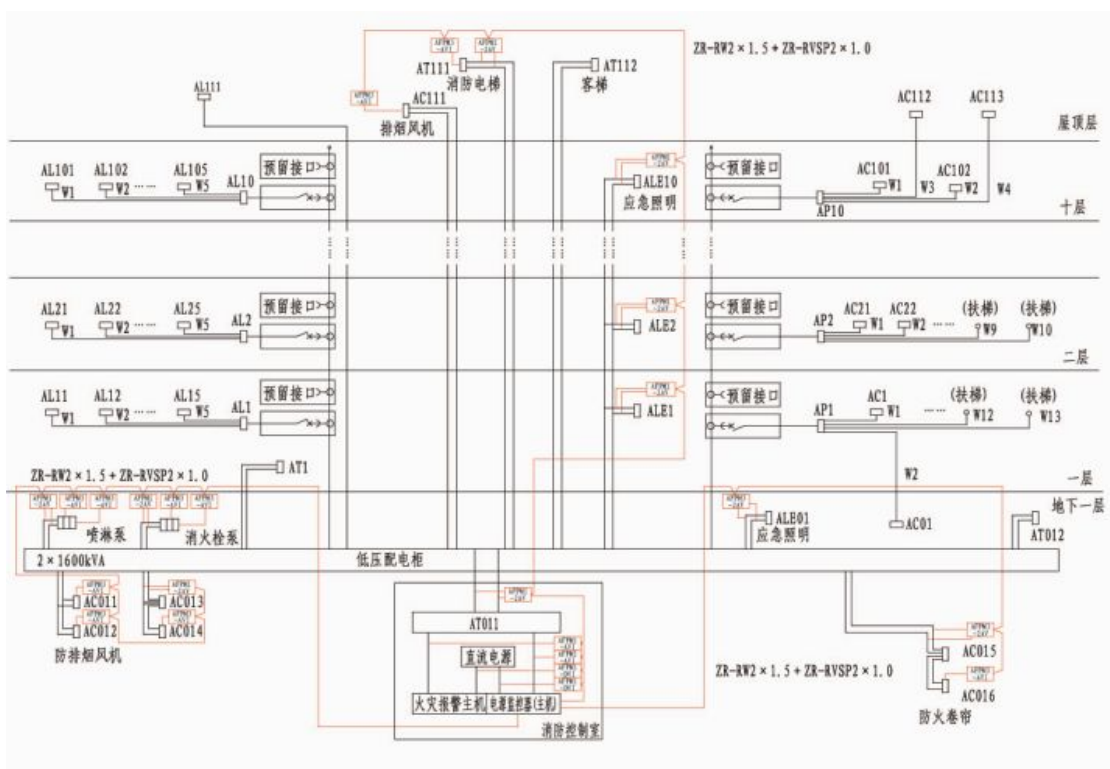 ZR-RW2×1.5+ZR-RVSP2×1.0
AT111
消防电梯
AT112
客梯
AL111
AC111
排烟风机
AC112
AC113
屋顶层
AL101
W1
AL102
W2 ……
AL105
W5
AL10
预留接口
ALE10
应急照明
预留接口
AP10
AC101
W1
W3
AC102
W2
W4
十层
AL21
W1
AL22
W2 ……
AL25
W5
AL2
预留接口
ALE2
预留接口
AP2
AC21
W1
AC22
W2 ……
(扶梯)
W9
(扶梯)
W10
二层
AL11
W1
AL12
W2 ……
AL15
W5
AL1
预留接口
ALE1
预留接口
AP1
AC1
W1
……
(扶梯)
W12
(扶梯)
W13
W2
一层
ZR-RW2×1.5+ZR-RVSP2×1.0
AT1
地下一层
喷淋泵
消火栓泵
ALE01
应急照明
AC01
AT012
2×1600kVA
低压配电柜
AC011
AC012
防排烟风机
AC013
AC014
AT011
直流电源
火灾报警主机
电源监控器(主机)
消防控制室
ZR-RW2×1.5+ZR-RVSP2×1.0
AC015
AC016
防火卷帘